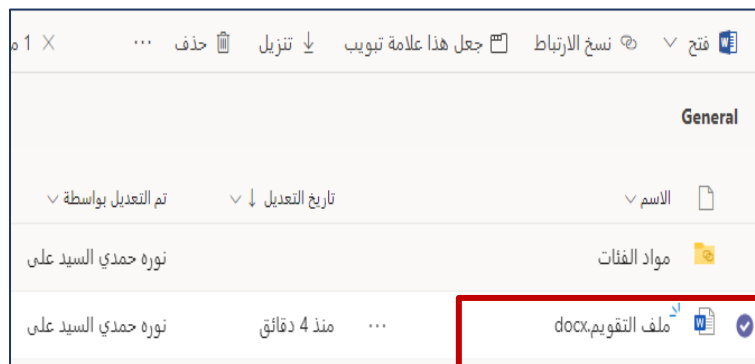 فتح نسخ الارتباط جعل هذا علامة تبويب تنزيل حذف ... X 1
General
الاسم تاريخ التعديل ↓ تم التعديل بواسطة
مواد الفئات نوره حمدي السيد على
ملف التقويم.docx ... منذ 4 دقائق نوره حمدي السيد على